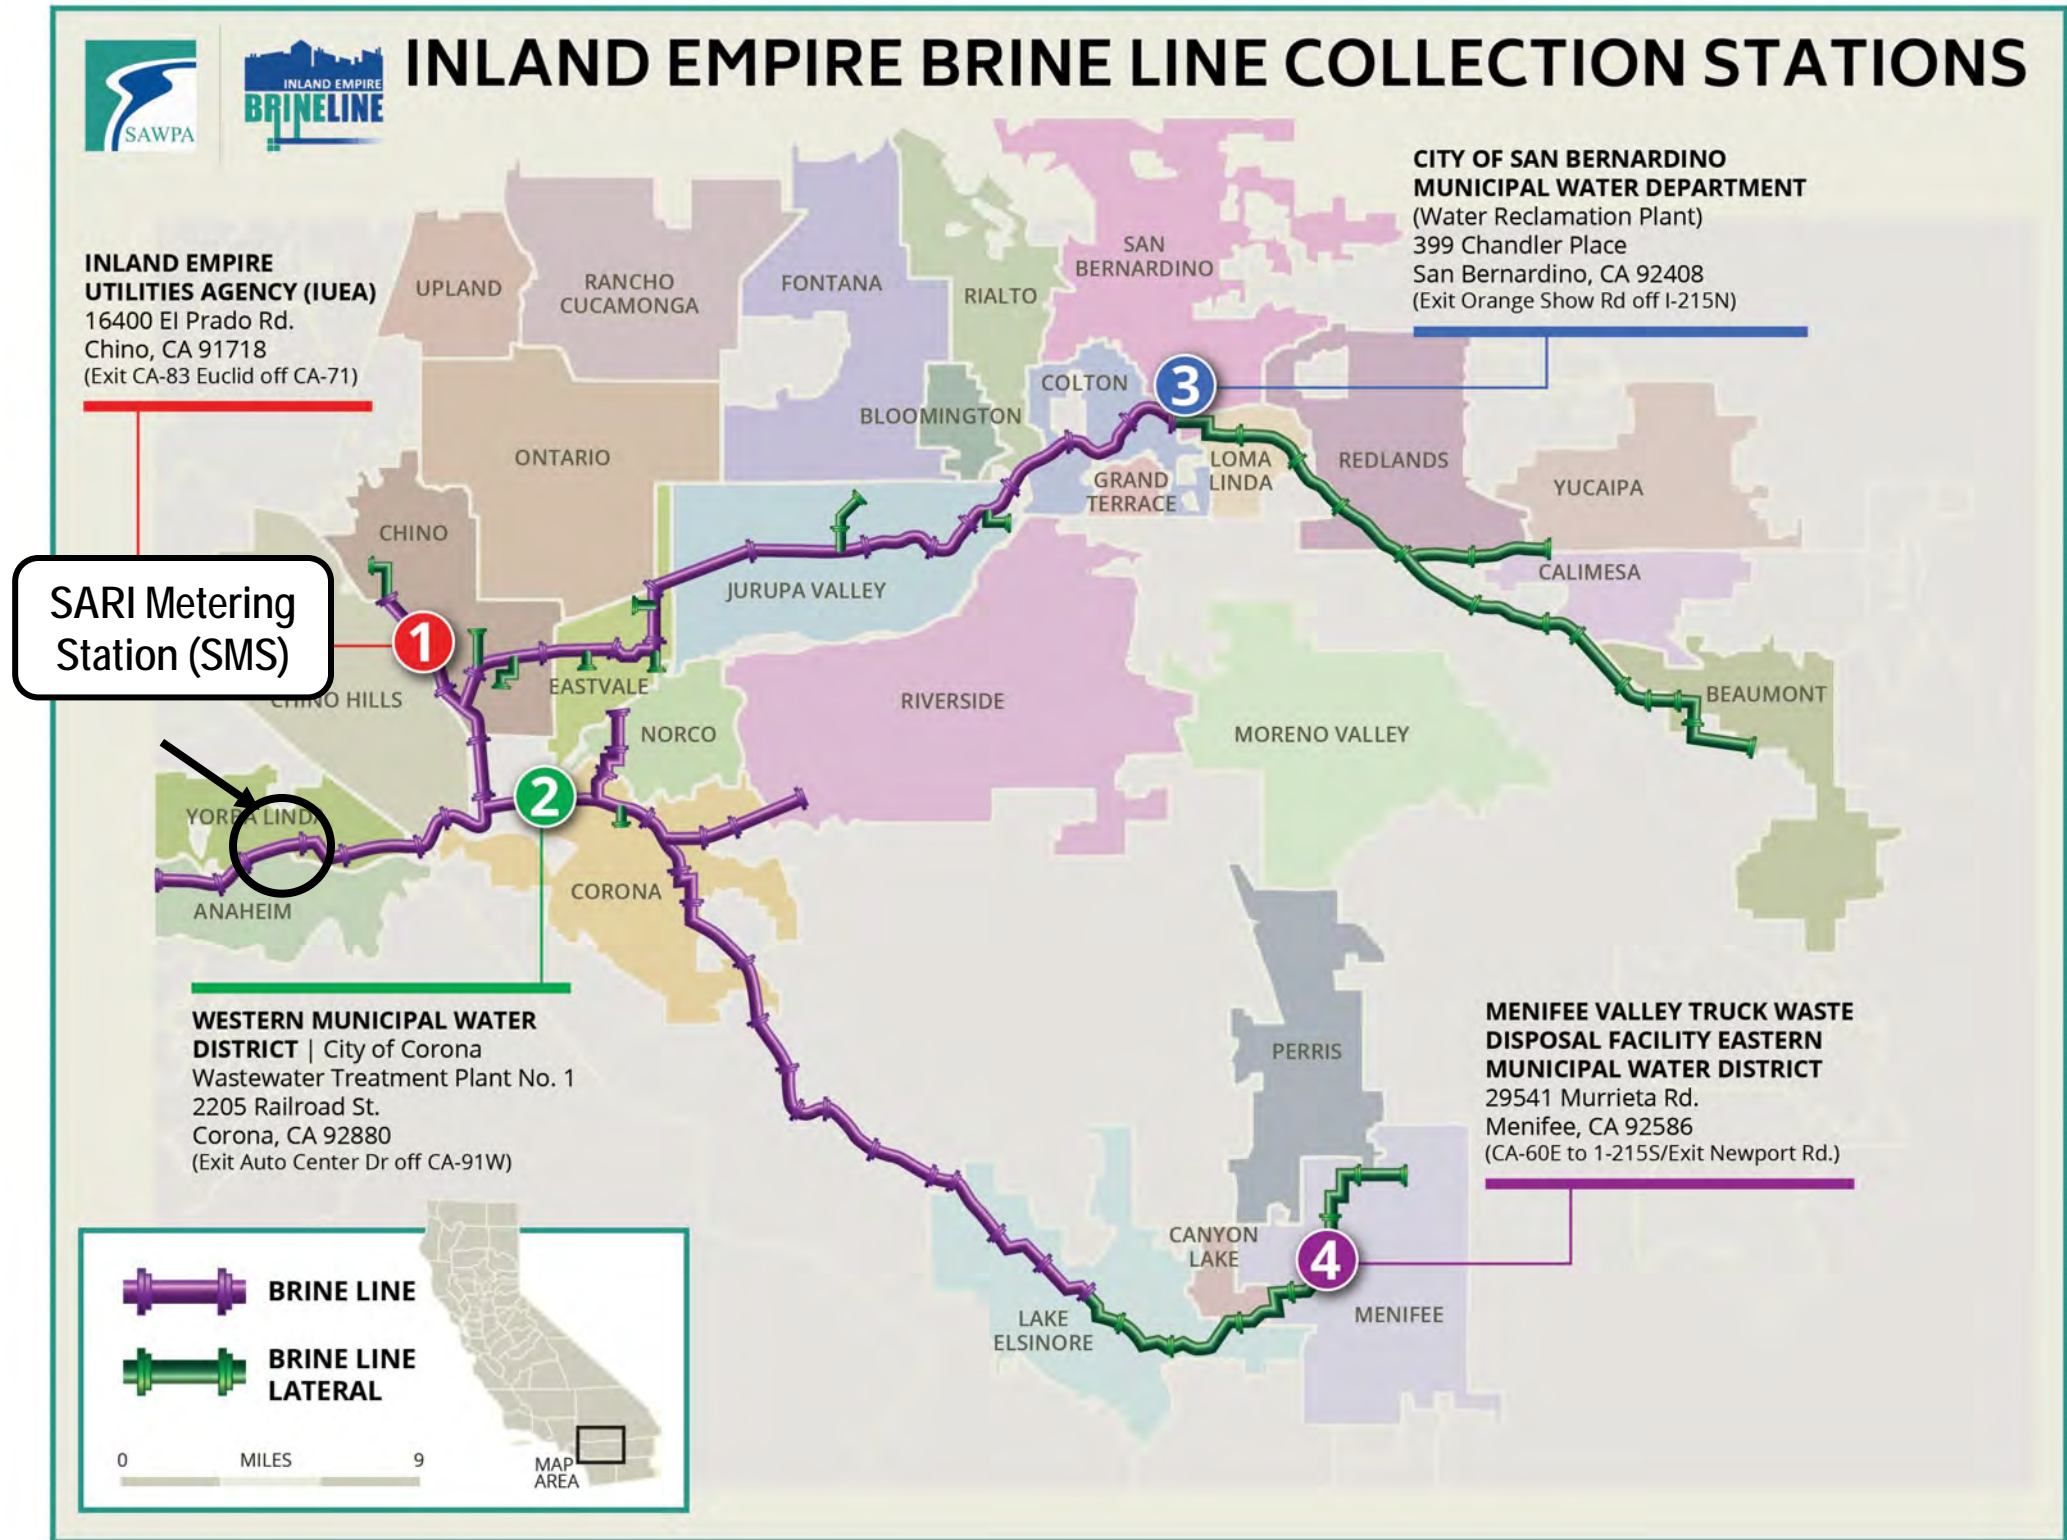 SAWPA
INLAND EMPIRE
BRINELINE
INLAND EMPIRE BRINE LINE COLLECTION STATIONS
CITY OF SAN BERNARDINO
MUNICIPAL WATER DEPARTMENT
(Water Reclamation Plant)
399 Chandler Place
San Bernardino, CA 92408
(Exit Orange Show Rd off I-215N)
INLAND EMPIRE
UTILITIES AGENCY (IUEA)
16400 El Prado Rd.
Chino, CA 91718
(Exit CA-83 Euclid off CA-71)
UPLAND
RANCHO
CUCAMONGA
FONTANA
RIALTO
SAN
BERNARDINO
COLTON
3
BLOOMINGTON
ONTARIO
GRAND
TERRACE
LOMA
LINDA
REDLANDS
YUCAIPA
CHINO
CALIMESA
JURUPA VALLEY
SARI Metering
Station (SMS)
1
CHINO HILLS
EASTVALE
NORCO
RIVERSIDE
MORENO VALLEY
BEAUMONT
2
YORBA LINDA
ANAHEIM
CORONA
WESTERN MUNICIPAL WATER
DISTRICT | City of Corona
Wastewater Treatment Plant No. 1
2205 Railroad St.
Corona, CA 92880
(Exit Auto Center Dr off CA-91W)
PERRIS
MENIFEE VALLEY TRUCK WASTE
DISPOSAL FACILITY EASTERN
MUNICIPAL WATER DISTRICT
29541 Murrieta Rd.
Menifee, CA 92586
(CA-60E to 1-215S/Exit Newport Rd.)
CANYON
LAKE
4
LAKE
ELSINORE
MENIFEE
BRINE LINE
BRINE LINE
LATERAL
0 MILES 9
MAP
AREA